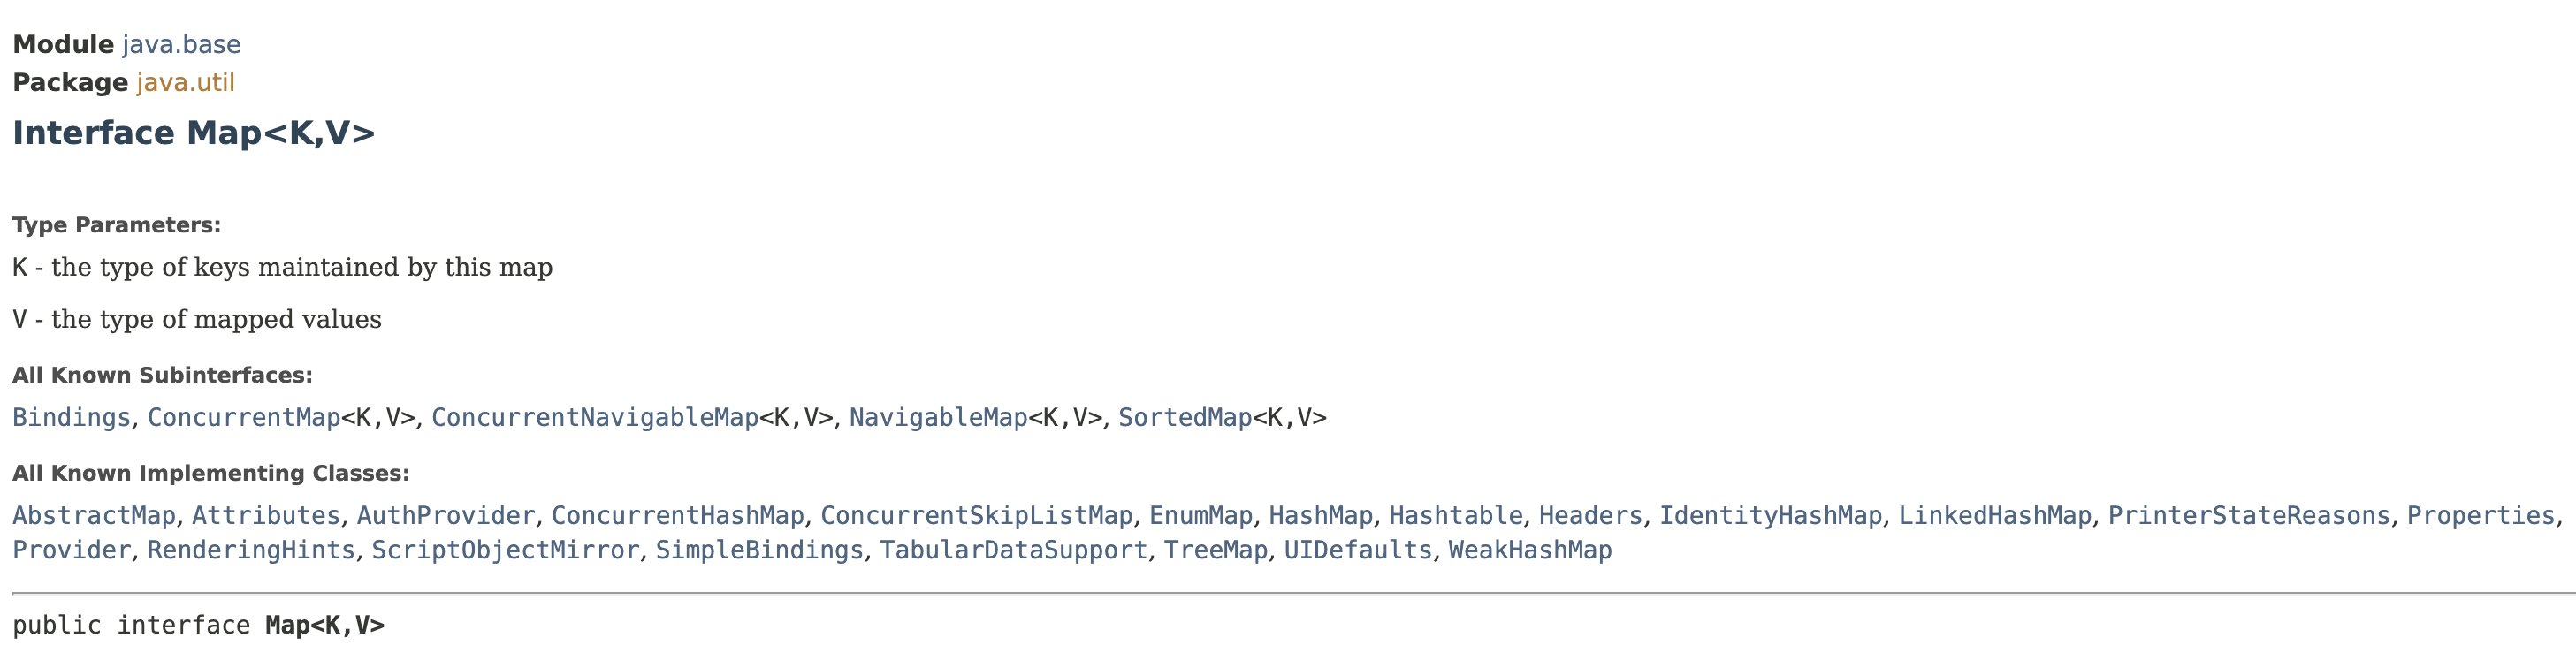 Module java.base
Package java.util
Interface Map<K,V>
Type Parameters:
K - the type of keys maintained by this map
V - the type of mapped values
All Known Subinterfaces:
Bindings, ConcurrentMap<K,V>, ConcurrentNavigableMap<K,V>, NavigableMap<K,V>, SortedMap<K,V>
All Known Implementing Classes:
AbstractMap, Attributes, AuthProvider, ConcurrentHashMap, ConcurrentSkipListMap, EnumMap, HashMap, Hashtable, Headers, IdentityHashMap, LinkedHashMap, PrinterStateReasons, Properties,
Provider, RenderingHints, ScriptObjectMirror, SimpleBindings, TabularDataSupport, TreeMap, UIDefaults, WeakHashMap
public interface Map<K,V>